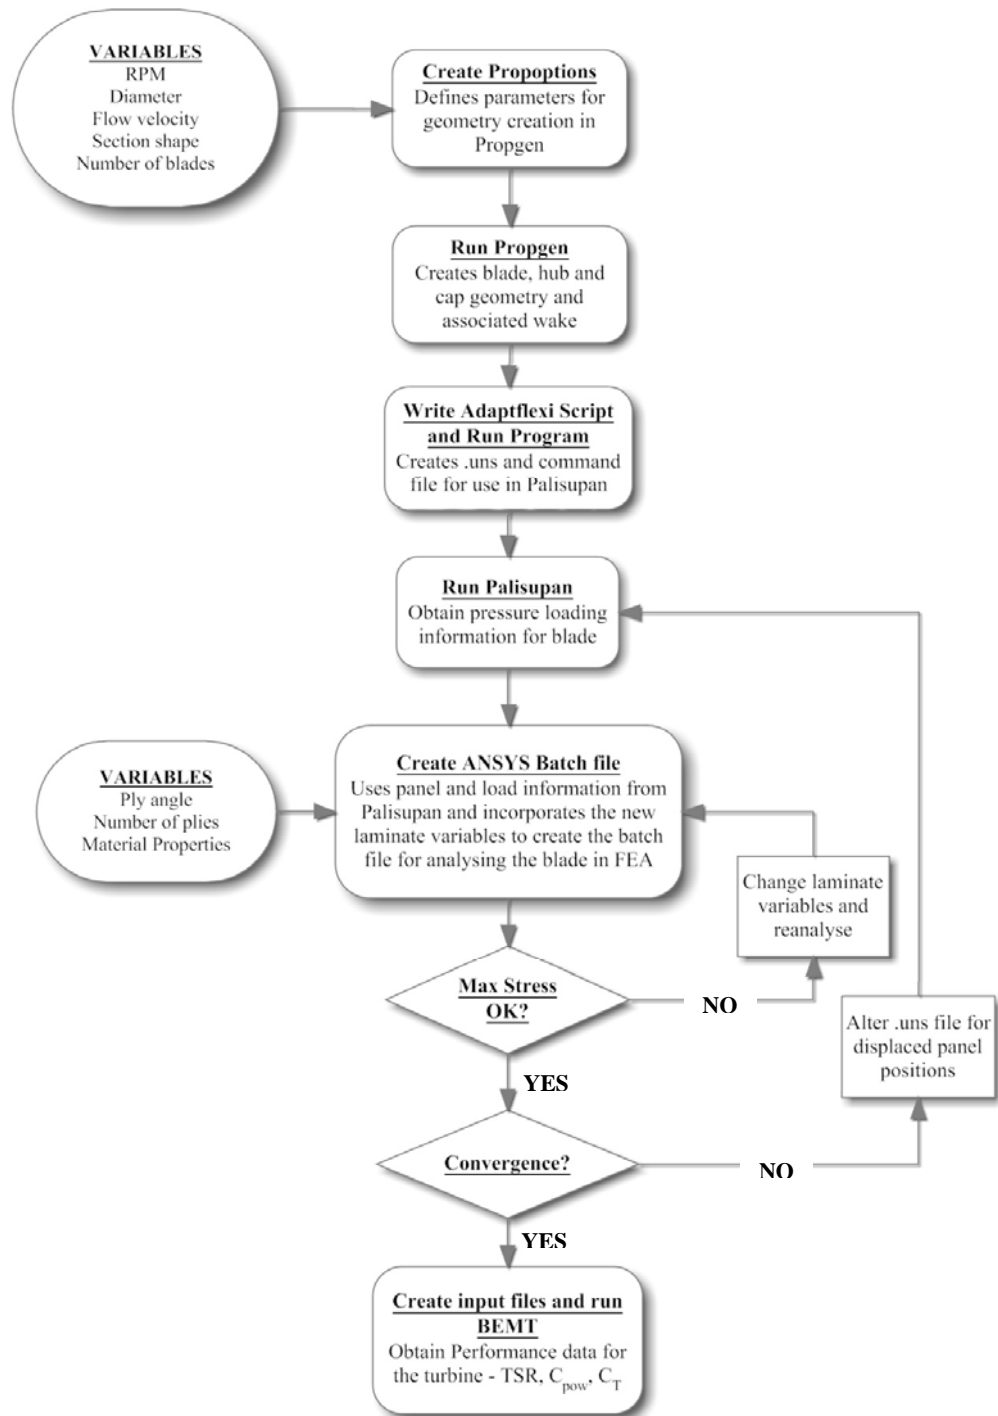 VARIABLES
RPM
Diameter
Flow velocity
Section shape
Number of blades
Create Propoptions
Defines parameters for
geometry creation in
Propgen
Run Propgen
Creates blade, hub and
cap geometry and
associated wake
Write Adaptflexi Script
and Run Program
Creates .uns and command
file for use in Palisupan
Run Palisupan
Obtain pressure loading
information for blade
VARIABLES
Ply angle
Number of plies
Material Properties
Create ANSYS Batch file
Uses panel and load information from
Palisupan and incorporates the new
laminate variables to create the batch
file for analysing the blade in FEA
Change laminate
variables and
reanalyse
Max Stress
OK?
NO
Alter .uns file for
displaced panel
positions
YES
Convergence?
NO
YES
Create input files and run
BEMT
Obtain Performance data for
the turbine - TSR, C_pow, C_T